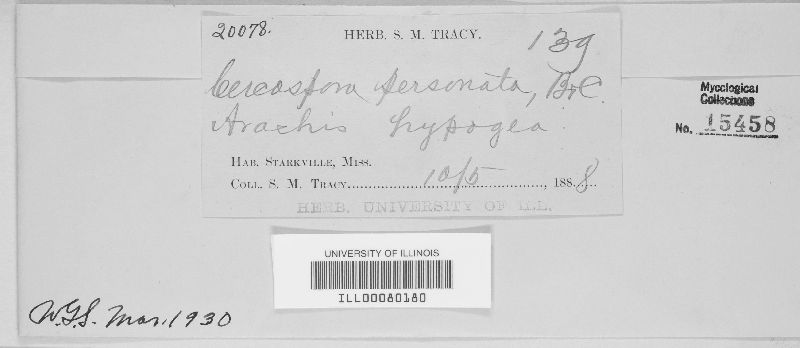 20078.
HERB. S. M. TRACY.
139
Cercospora personata, B&C.
Arachis hypogea.
HAB. STARKVILLE, MISS.
COLL. S. M. TRACY. 10/5, 1888
HERB. UNIVERSITY OF ILL.
Mycological
Collections
No. 15458
UNIVERSITY OF ILLINOIS
ILL00080180
W.G.S. Mar. 1930